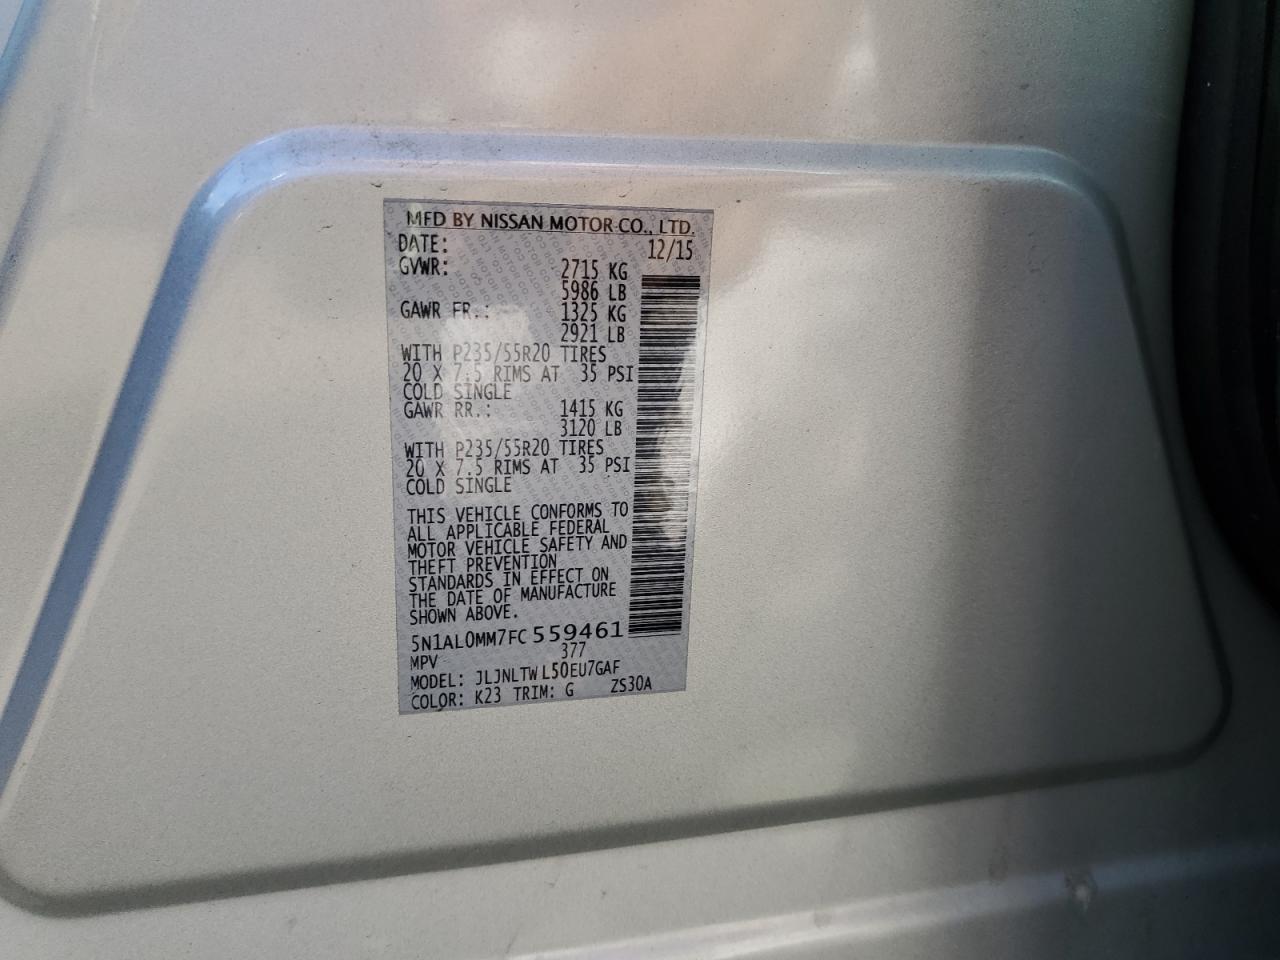 MFD BY NISSAN MOTOR CO., LTD.
DATE: 12/15
GVWR: 2715 KG
5986 LB
GAWR FR.: 1325 KG
2921 LB
WITH P235/55R20 TIRES
20 X 7.5 RIMS AT 35 PSI
COLD SINGLE
GAWR RR.: 1415 KG
3120 LB
WITH P235/55R20 TIRES
20 X 7.5 RIMS AT 35 PSI
COLD SINGLE
THIS VEHICLE CONFORMS TO
ALL APPLICABLE FEDERAL
MOTOR VEHICLE SAFETY AND
THEFT PREVENTION
STANDARDS IN EFFECT ON
THE DATE OF MANUFACTURE
SHOWN ABOVE.
5N1AL0MM7FC559461
MPV 377
MODEL: JLJNLTWL50EU7GAF
COLOR: K23 TRIM: G ZS30A